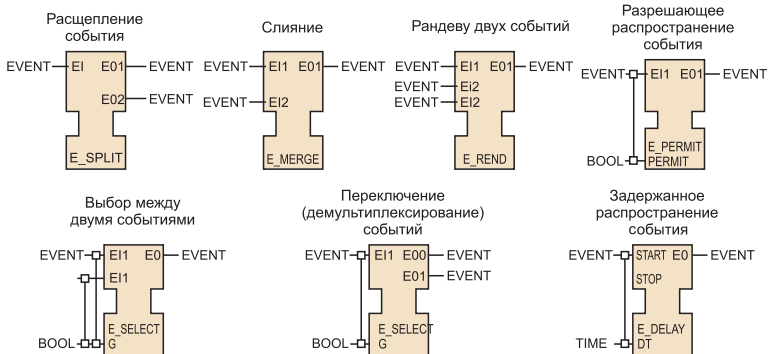 Расщепление
события
EVENT EI E01 EVENT
E02 EVENT
E_SPLIT
Слияние
EVENT EI1 E01 EVENT
EVENT EI2
E_MERGE
Рандеву двух событий
EVENT EI1 E01 EVENT
EVENT Ei2
EVENT EI2
E_REND
Разрешающее
распространение
события
EVENT EI1 E01 EVENT
E_PERMIT
BOOL PERMIT
Выбор между
двумя событиями
EVENT EI1 E0 EVENT
EI1
E_SELECT
BOOL G
Переключение
(демультиплексирование)
событий
EVENT EI1 E00 EVENT
E01 EVENT
E_SELECT
BOOL G
Задержанное
распространение
события
EVENT START E0 EVENT
STOP
E_DELAY
TIME DT